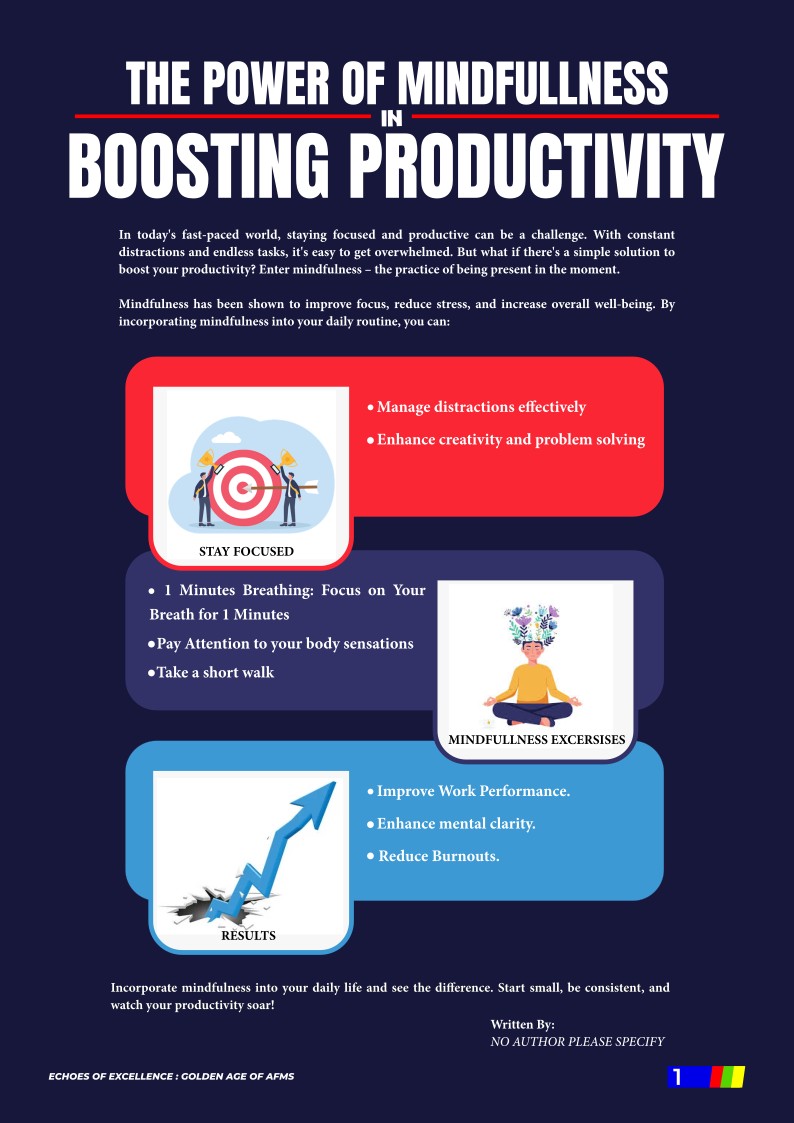 THE POWER OF MINDFULLNESS
IN
BOOSTING PRODUCTIVITY
In today's fast-paced world, staying focused and productive can be a challenge. With constant
distractions and endless tasks, it's easy to get overwhelmed. But what if there's a simple solution to
boost your productivity? Enter mindfulness – the practice of being present in the moment.
Mindfulness has been shown to improve focus, reduce stress, and increase overall well-being. By
incorporating mindfulness into your daily routine, you can:
• Manage distractions effectively
• Enhance creativity and problem solving
STAY FOCUSED
• 1 Minutes Breathing: Focus on Your
Breath for 1 Minutes
•Pay Attention to your body sensations
•Take a short walk
MINDFULLNESS EXCERSISES
• Improve Work Performance.
• Enhance mental clarity.
• Reduce Burnouts.
RESULTS
Incorporate mindfulness into your daily life and see the difference. Start small, be consistent, and
watch your productivity soar!
Written By:
NO AUTHOR PLEASE SPECIFY
ECHOES OF EXCELLENCE : GOLDEN AGE OF AFMS
1